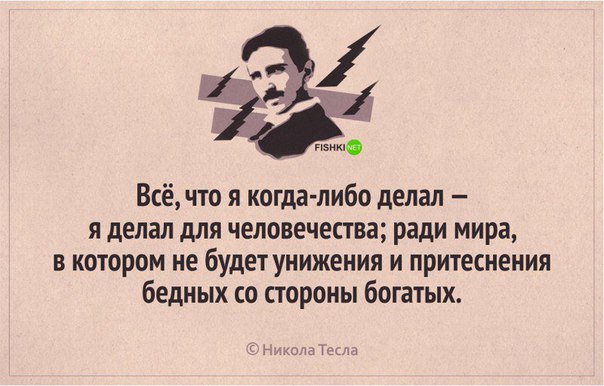 FISHKI NET
Всё, что я когда-либо делал –
я делал для человечества; ради мира,
в котором не будет унижения и притеснения
бедных со стороны богатых.
© Никола Тесла